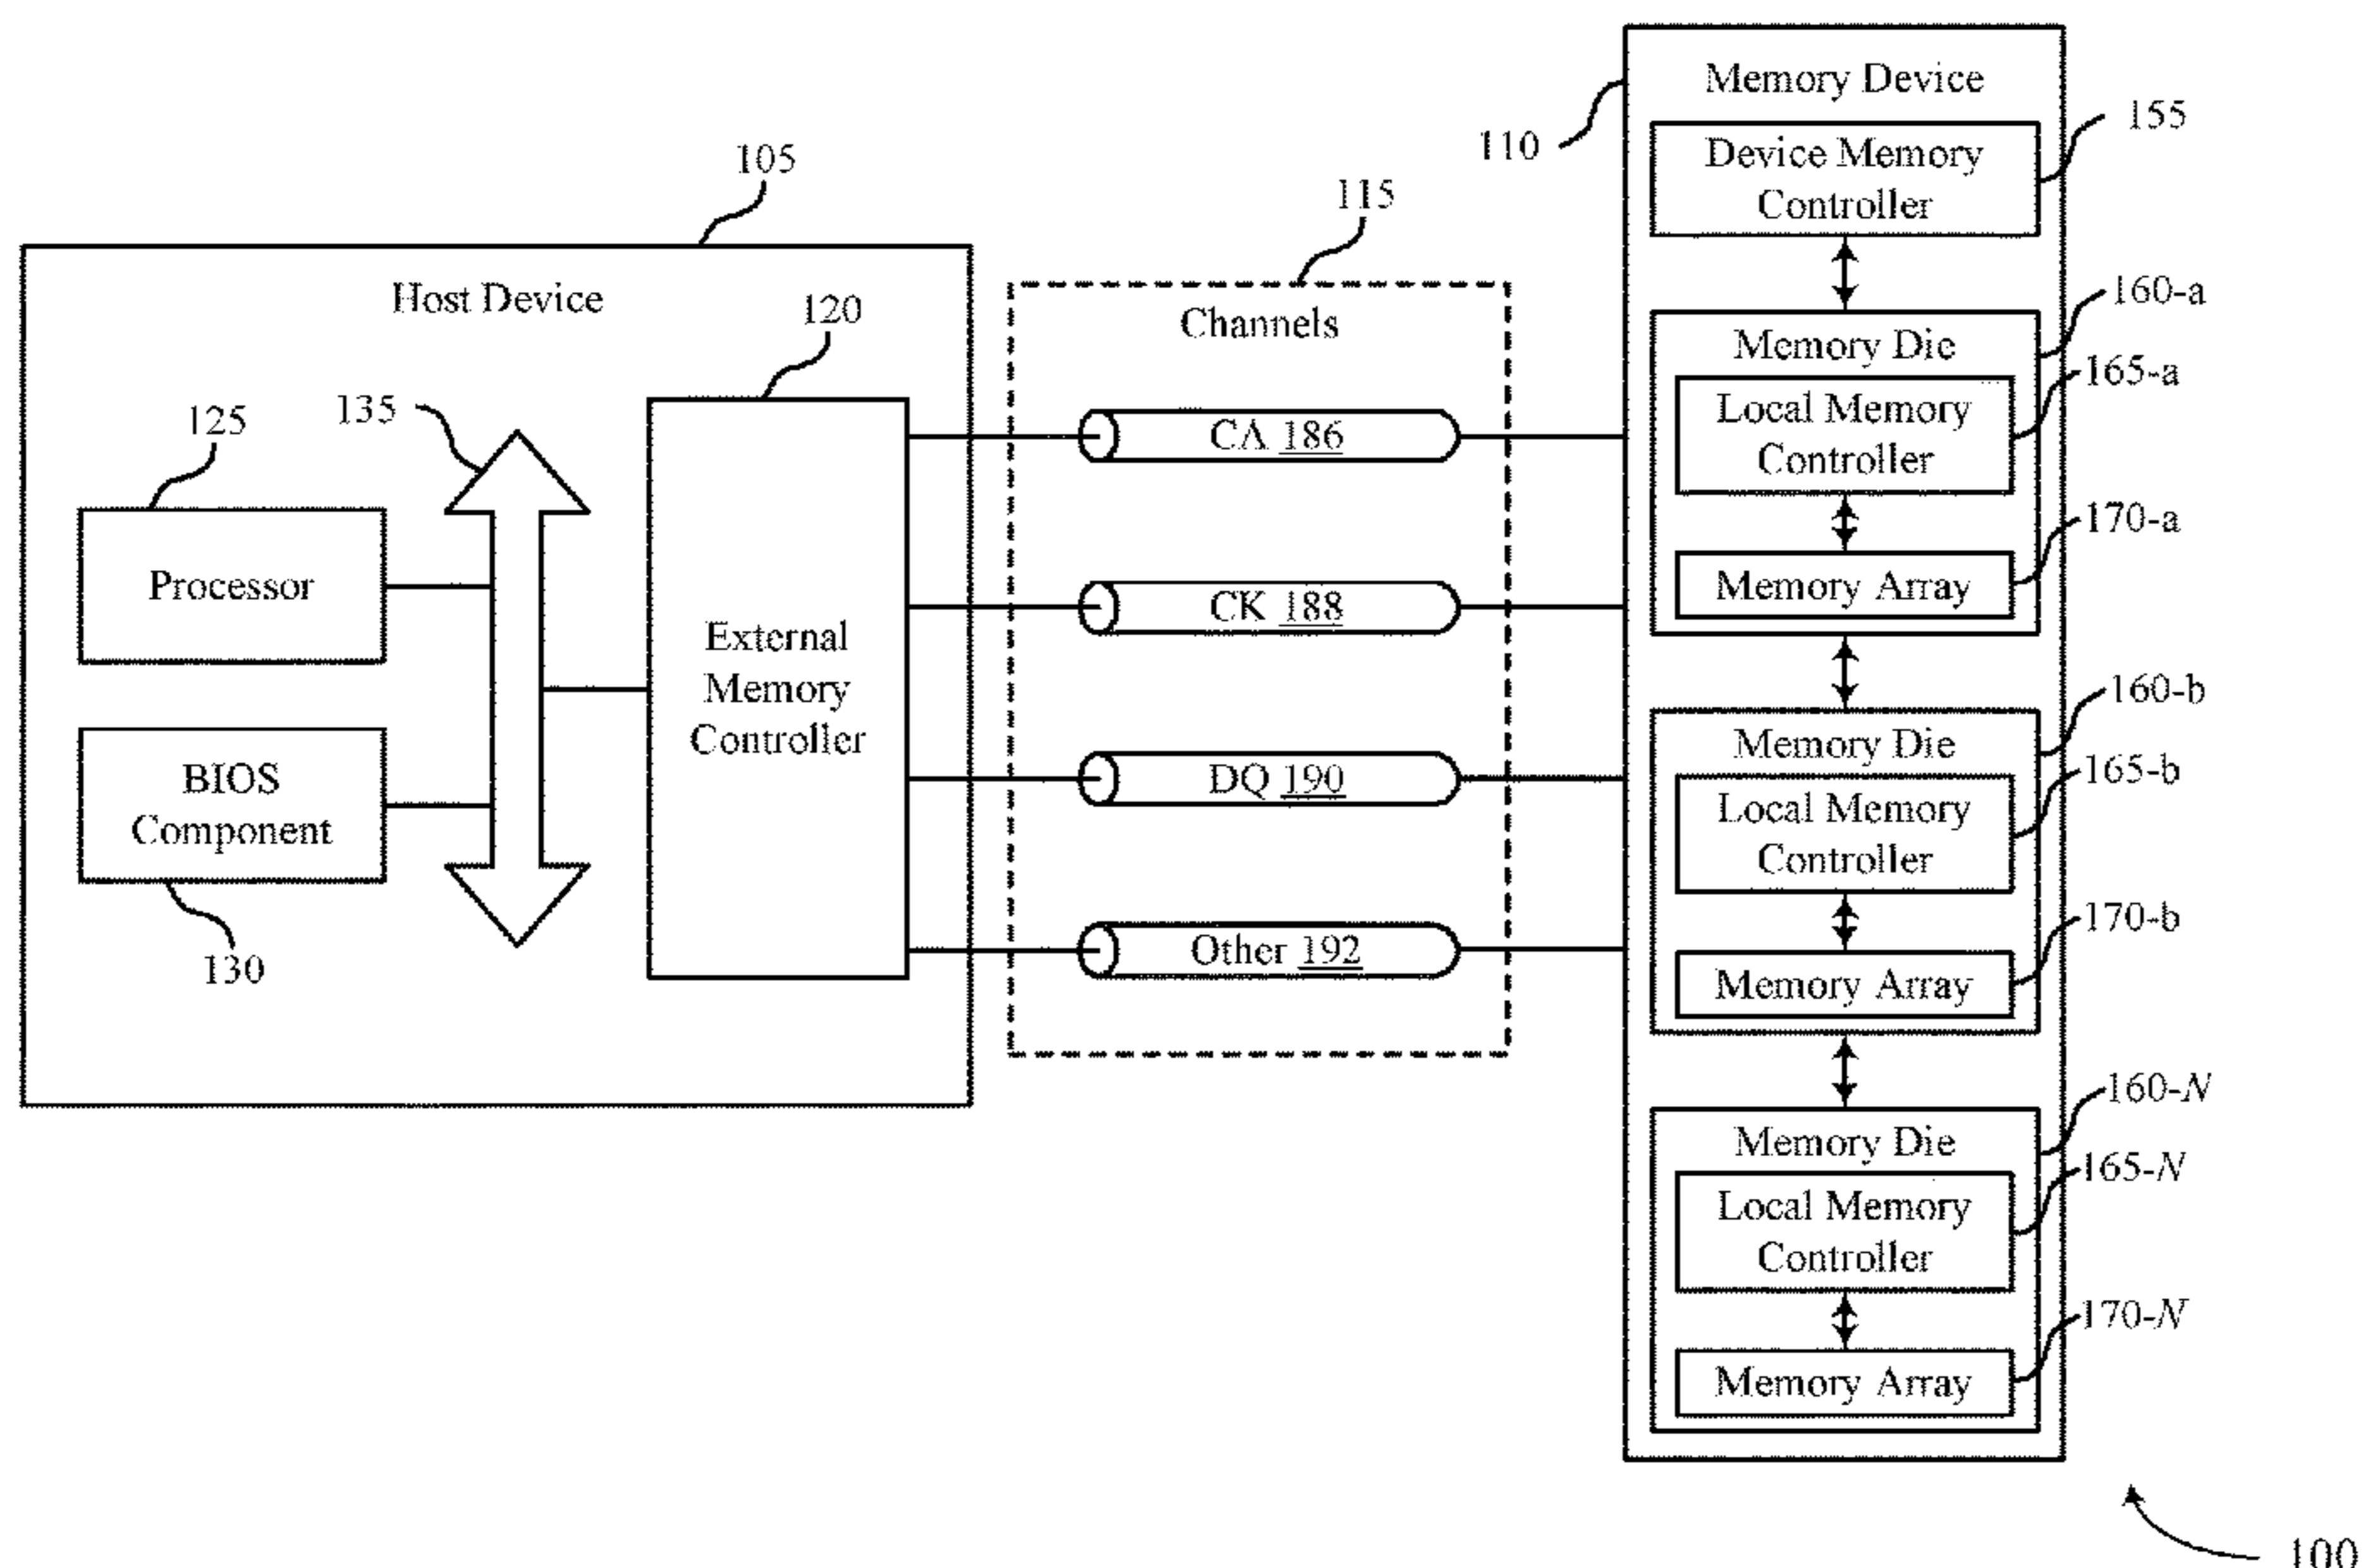 105
Host Device
120
135
125
Processor
External
Memory
Controller
BIOS
Component
130
115
Channels
CA 186
CK 188
DQ 190
Other 192
110
Memory Device
155
Device Memory
Controller
160-a
Memory Die
165-a
Local Memory
Controller
170-a
Memory Array
160-b
Memory Die
165-b
Local Memory
Controller
170-b
Memory Array
160-N
Memory Die
165-N
Local Memory
Controller
170-N
Memory Array
100